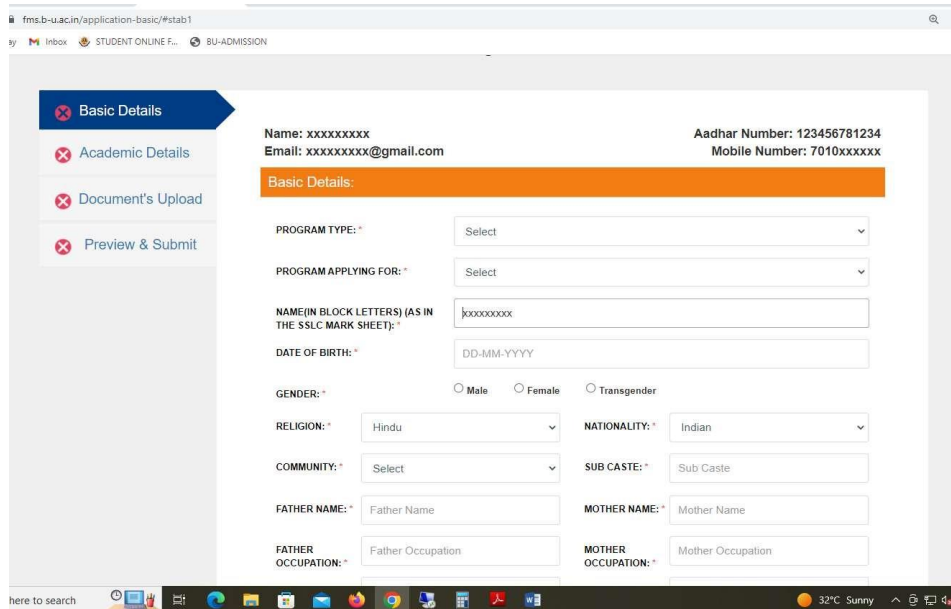 fms.b-u.ac.in/application-basic/#stab1
ay Inbox STUDENT ONLINE F... BU-ADMISSION
Basic Details
Academic Details
Document's Upload
Preview & Submit
Name: xxxxxxxxx Aadhar Number: 123456781234
Email: xxxxxxxxx@gmail.com Mobile Number: 7010xxxxxx
Basic Details:
PROGRAM TYPE: * Select
PROGRAM APPLYING FOR: * Select
NAME(IN BLOCK LETTERS) (AS IN
THE SSLC MARK SHEET): * xxxxxxxxx
DATE OF BIRTH: * DD-MM-YYYY
GENDER: * Male Female Transgender
RELIGION: * Hindu NATIONALITY: * Indian
COMMUNITY: * Select SUB CASTE: * Sub Caste
FATHER NAME: * Father Name MOTHER NAME: * Mother Name
FATHER
OCCUPATION: * Father Occupation
MOTHER
OCCUPATION: * Mother Occupation
here to search 32°C Sunny